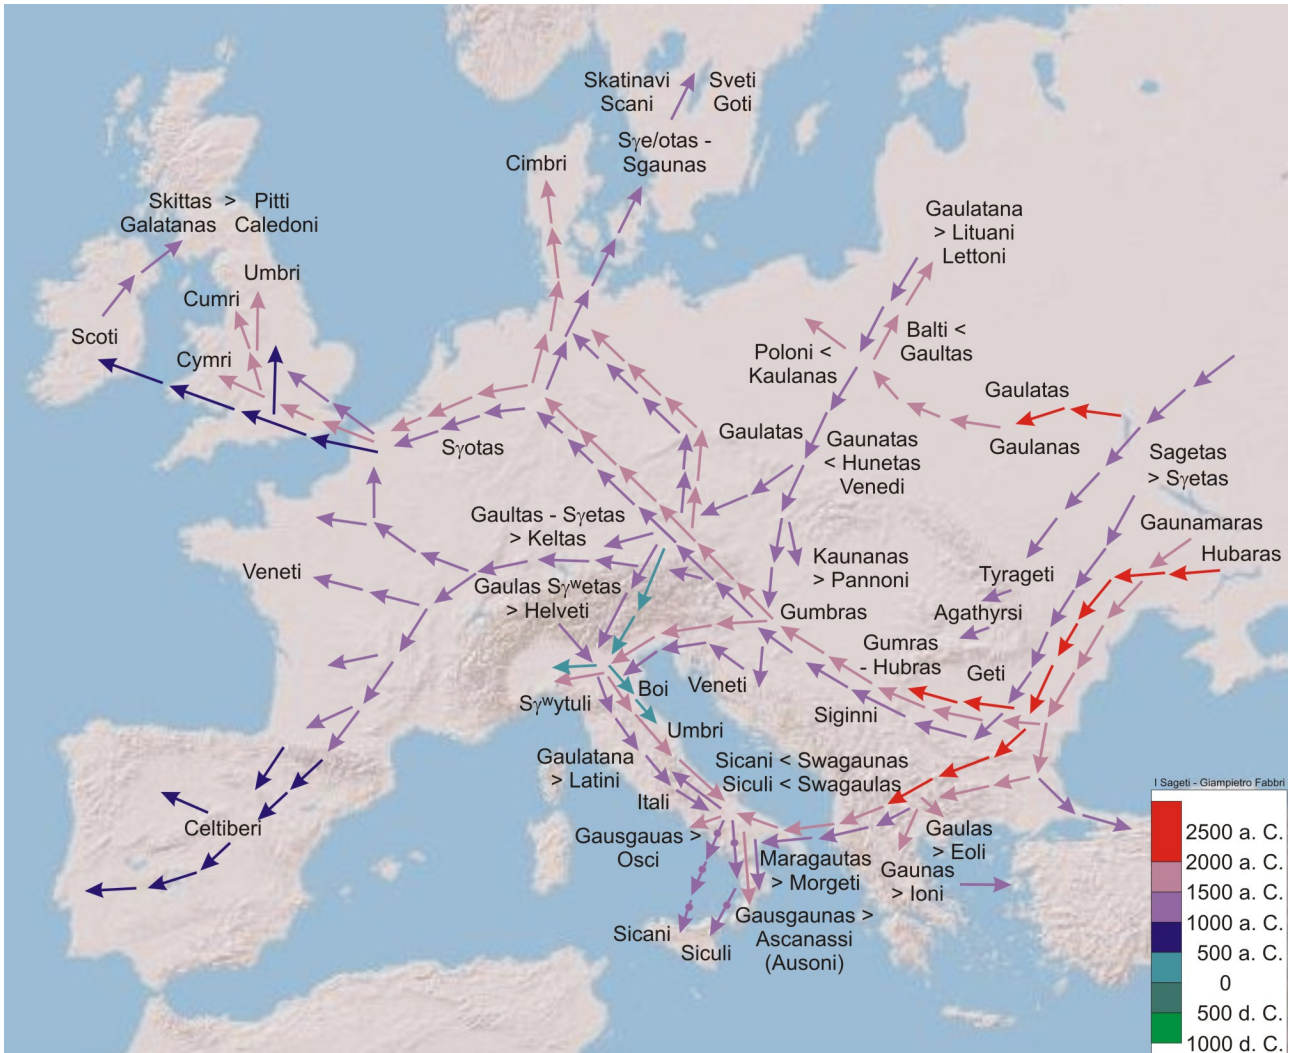 Skatinavi Sveti
Scani Goti
Sγe/otas -
Sgaunas
Cimbri
Skittas > Pitti
Galatanas Caledoni
Umbri
Cumri
Scoti
Cymri
Gaulatana
> Lituani
Lettoni
Balti <
Gaultas
Poloni <
Kaulanas
Gaulatas
Gaulanas
Sγotas
Gaulatas
Gaunatas
< Hunetas
Venedi
Sagetas
> Sγetas
Gaunamaras
Hubaras
Gaultas - Sγetas
> Keltas
Veneti
Gaulas Sγʷetas
> Helveti
Kaunanas
> Pannoni
Tyrageti
Agathyrsi
Gumbras
Gumras
- Hubras
Geti
Sγʷytuli
Boi
Veneti
Siginni
Umbri
Gaulatana
> Latini
Sicani < Swagaunas
Siculi < Swagaulas
Itali
Celtiberi
Gausgauas >
Osci
Maragautas
> Morgeti
Gaulas
> Eoli
Gaunas
> Ioni
Gausgaunas >
Ascanassi
(Ausoni)
Sicani
Siculi
I Sageti - Giampietro Fabbri
2500 a. C.
2000 a. C.
1500 a. C.
1000 a. C.
500 a. C.
0
500 d. C.
1000 d. C.